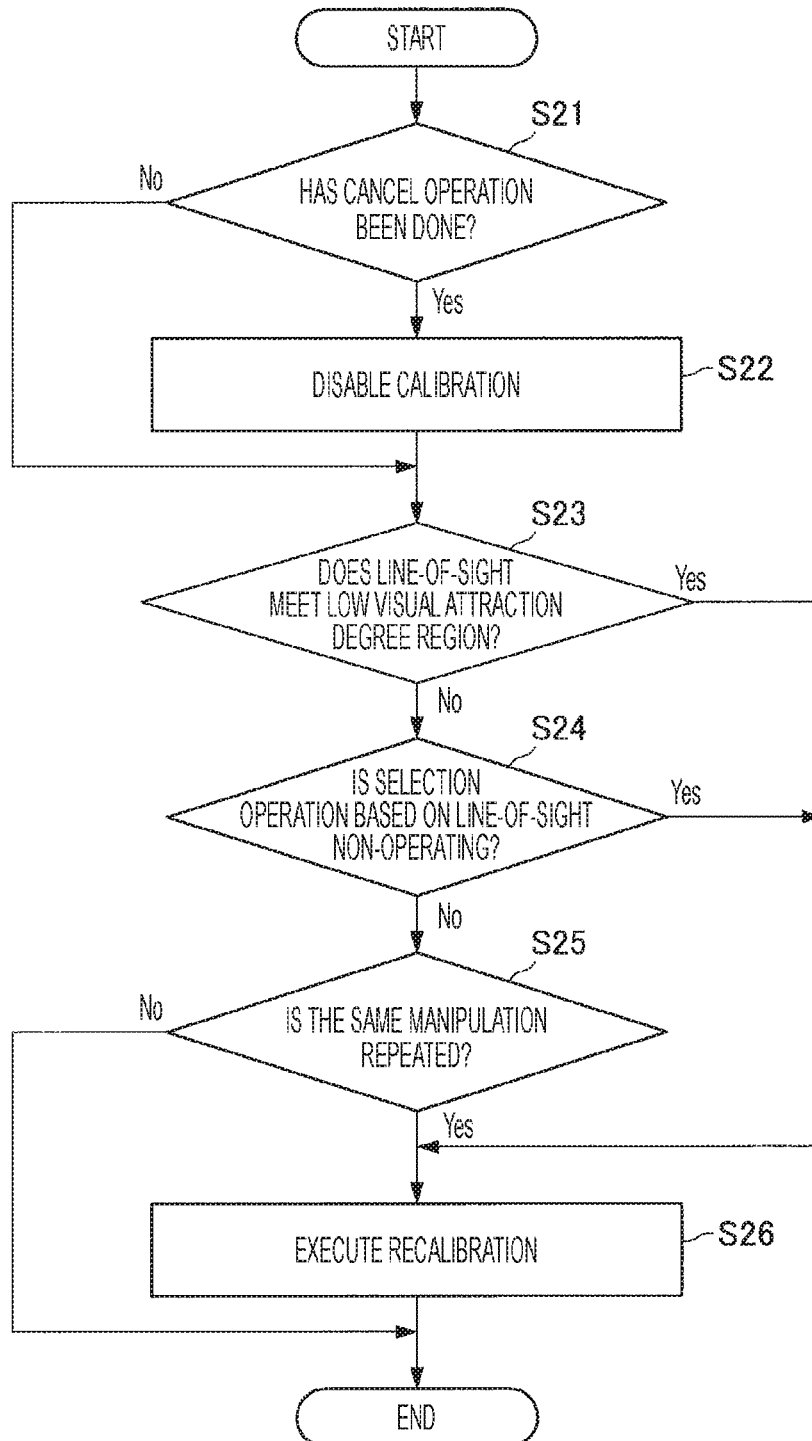 START
S21
No
HAS CANCEL OPERATION
BEEN DONE?
Yes
DISABLE CALIBRATION
S22
S23
DOES LINE-OF-SIGHT
MEET LOW VISUAL ATTRACTION
DEGREE REGION?
Yes
No
S24
IS SELECTION
OPERATION BASED ON LINE-OF-SIGHT
NON-OPERATING?
Yes
No
S25
No
IS THE SAME MANIPULATION
REPEATED?
Yes
EXECUTE RECALIBRATION
S26
END